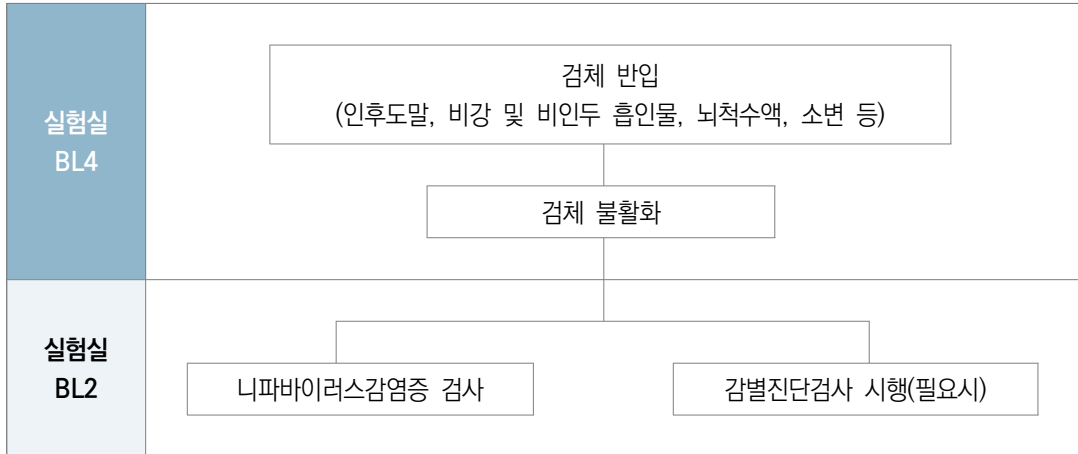 실험실
BL4
검체 반입
(인후도말, 비강 및 비인두 흡인물, 뇌척수액, 소변 등)
검체 불활화
실험실
BL2
니파바이러스감염증 검사
감별진단검사 시행(필요시)